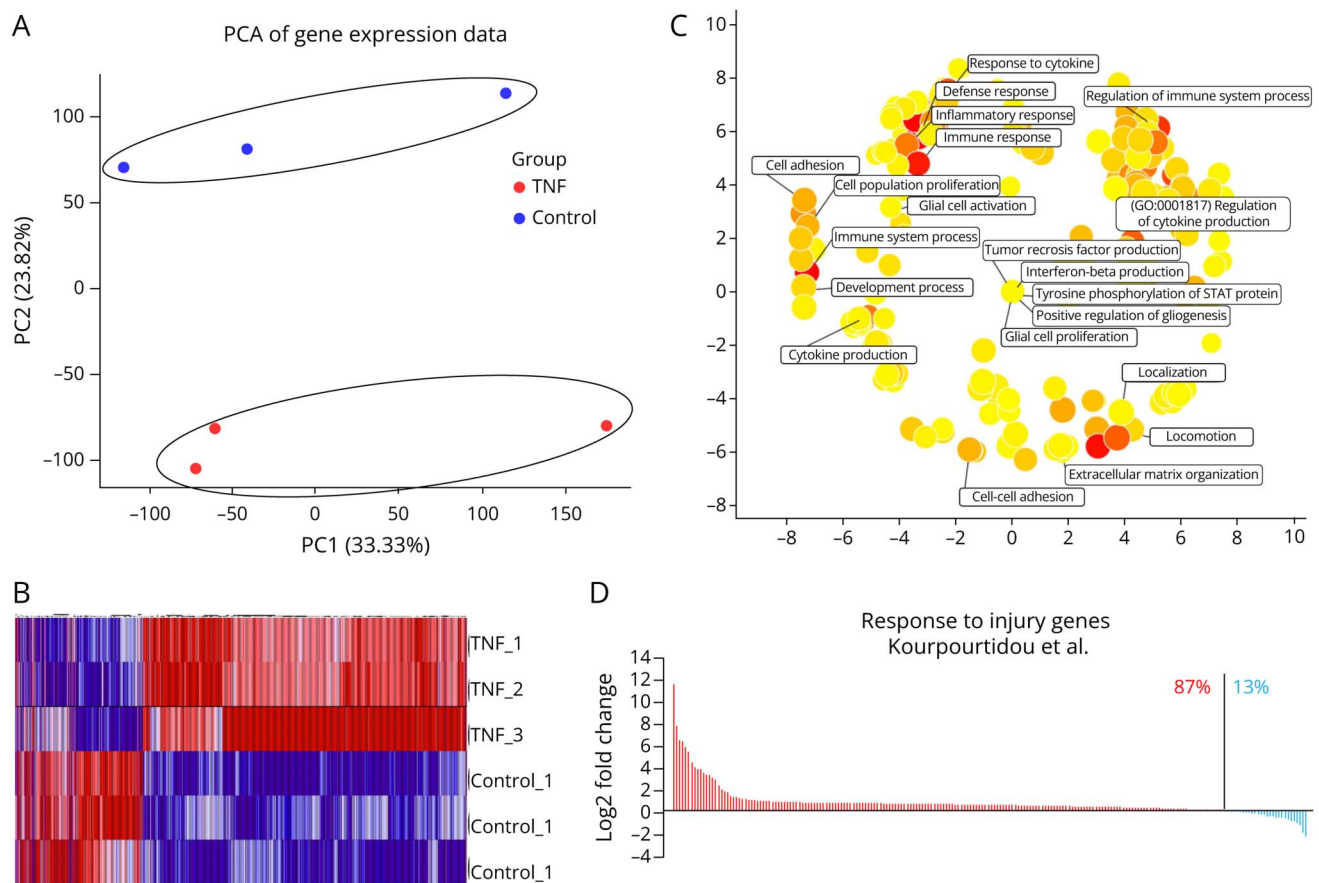 A
PCA of gene expression data
PC2 (23.82%)
100
50
0
−50
−100
−100
−50
0
50
100
150
PC1 (33.33%)
Group
TNF
Control
C
10
8
6
4
2
0
−2
−4
−6
−8
−8
−6
−4
−2
0
2
4
6
8
10
Response to cytokine
Defense response
Inflammatory response
Immune response
Regulation of immune system process
Cell adhesion
Cell population proliferation
Glial cell activation
(GO:0001817) Regulation
of cytokine production
Immune system process
Tumor recrosis factor production
Interferon-beta production
Development process
Tyrosine phosphorylation of STAT protein
Positive regulation of gliogenesis
Glial cell proliferation
Cytokine production
Localization
Locomotion
Extracellular matrix organization
Cell-cell adhesion
B
TNF_1
TNF_2
TNF_3
Control_1
Control_1
Control_1
D
Response to injury genes
Kourpourtidou et al.
Log2 fold change
14
12
10
8
6
4
2
0
−2
−4
87%
13%